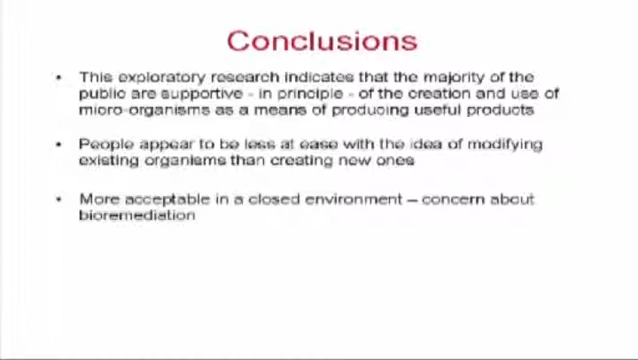 Conclusions
• This exploratory research indicates that the majority of the
public are supportive - in principle - of the creation and use of
micro-organisms as a means of producing useful products
• People appear to be less at ease with the idea of modifying
existing organisms than creating new ones
• More acceptable in a closed environment – concern about
bioremediation